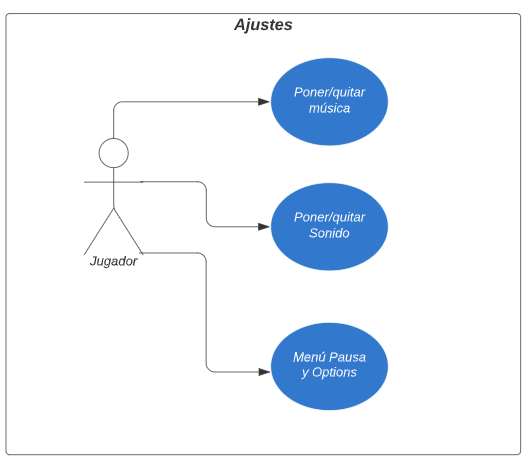 Ajustes
Poner/quitar
música
Poner/quitar
Sonido
Jugador
Menú Pausa
y Options